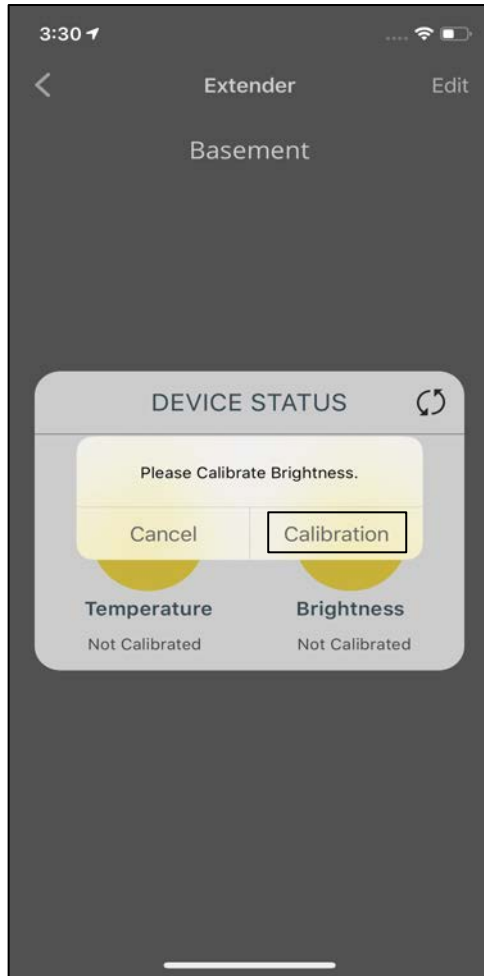 3:30
Extender Edit
Basement
DEVICE STATUS
Please Calibrate Brightness.
Cancel Calibration
Temperature Brightness
Not Calibrated Not Calibrated